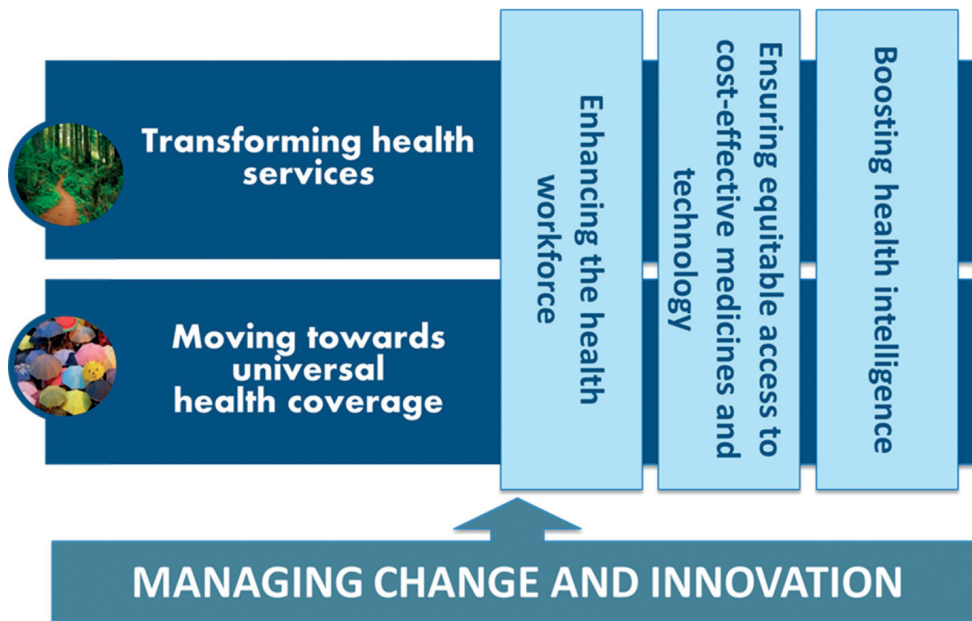 Transforming health
services
Moving towards
universal
health coverage
Enhancing the health
workforce
Ensuring equitable access to
cost-effective medicines and
technology
Boosting health intelligence
MANAGING CHANGE AND INNOVATION